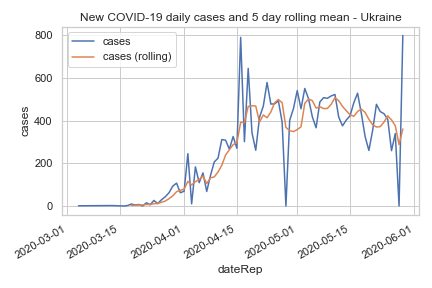 New COVID-19 daily cases and 5 day rolling mean - Ukraine
cases
cases (rolling)
800
600
400
200
0
cases
2020-03-01
2020-03-15
2020-04-01
2020-04-15
2020-05-01
2020-05-15
2020-06-01
dateRep